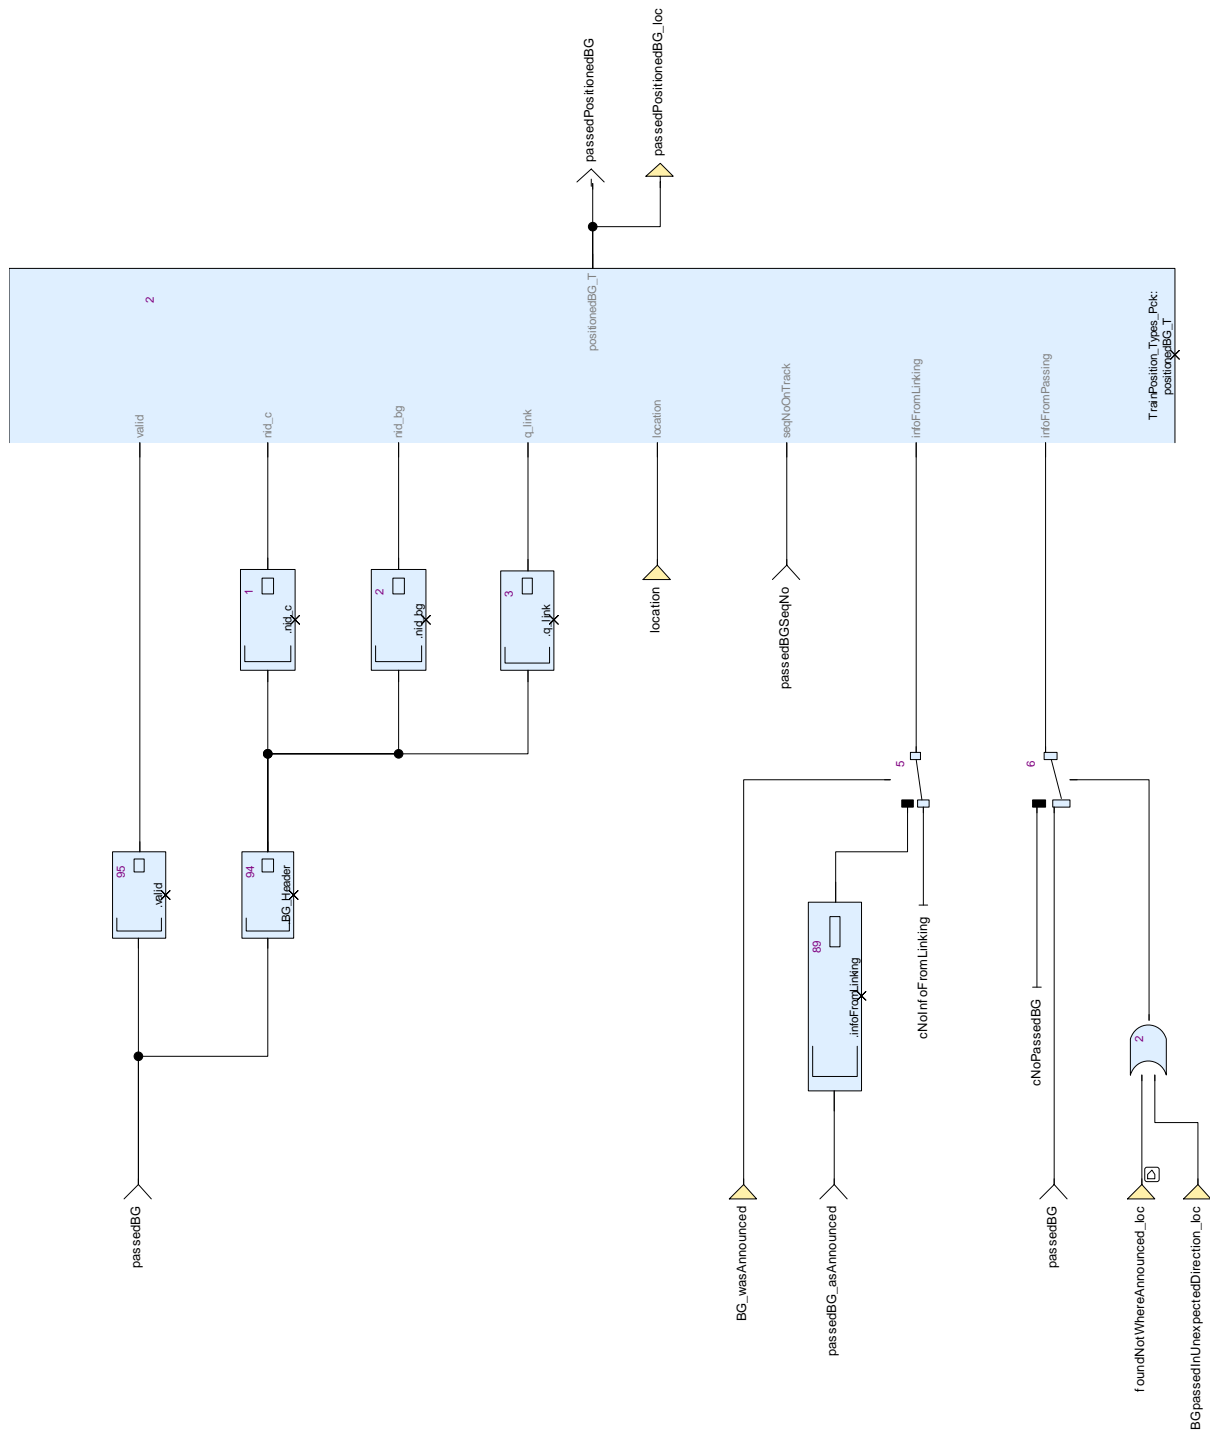 passedPositionedBG
passedPositionedBG_loc
2
positionedBG_T
TrainPosition_Types_Pck::
positionedBG_T
valid
nid_c
nid_bg
q_link
location
seqNoOnTrack
infoFromLinking
infoFromPassing
1
.nid_c
2
.nid_bg
3
.q_link
location
passedBGSeqNo
5
6
95
.valid
94
.BG_Header
89
.infoFromLinking
cNoInfoFromLinking
cNoPassedBG
2
passedBG
BG_wasAnnounced
passedBG_asAnnounced
passedBG
D
foundNotWhereAnnounced_loc
BGpassedInUnexpectedDirection_loc